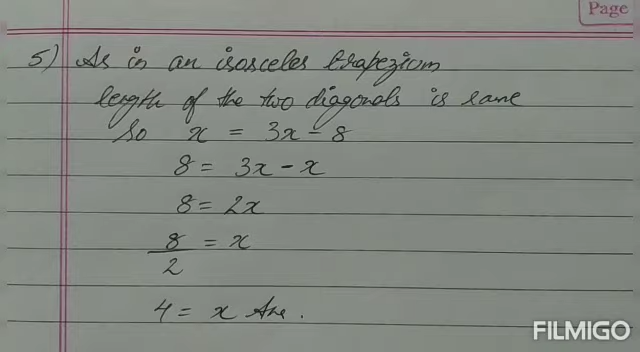 Page
5) As in an isosceles trapezium
length of the two diagonals is same
So x = 3x - 8
8 = 3x - x
8 = 2x
8/2 = x
4 = x Ans.
FILMIGO